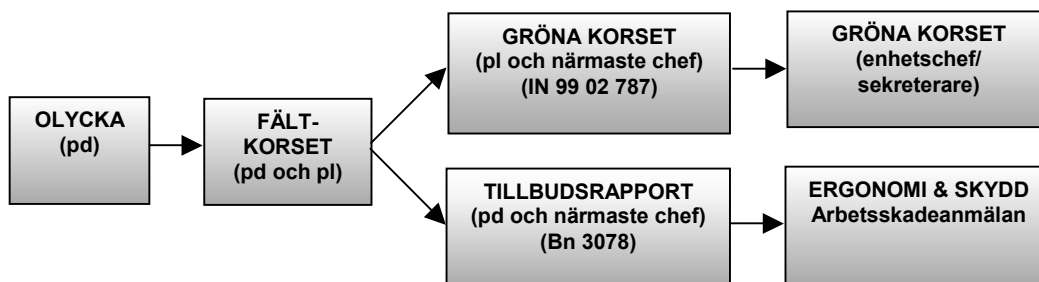 OLYCKA
(pd)
FÄLT-
KORSET
(pd och pl)
GRÖNA KORSET
(pl och närmaste chef)
(IN 99 02 787)
GRÖNA KORSET
(enhetschef/
sekreterare)
TILLBUDSRAPPORT
(pd och närmaste chef)
(Bn 3078)
ERGONOMI & SKYDD
Arbetsskadeanmälan